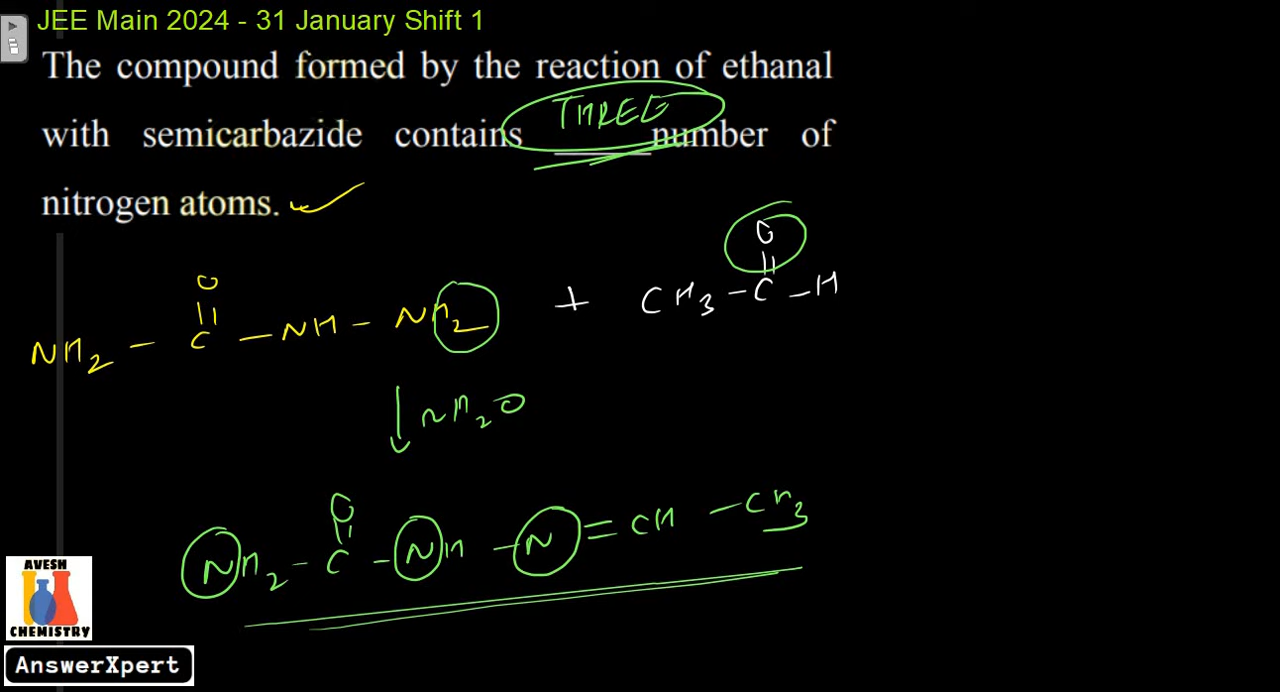 JEE Main 2024 - 31 January Shift 1
The compound formed by the reaction of ethanal
THREE
with semicarbazide contains ______number of
nitrogen atoms.
O
O
||
||
NH2 - C - NH - NH2 + CH3 - C - H
~H2O
O
||
NH2 - C - NH - N = CH - CH3
AVESH
CHEMISTRY
AnswerXpert